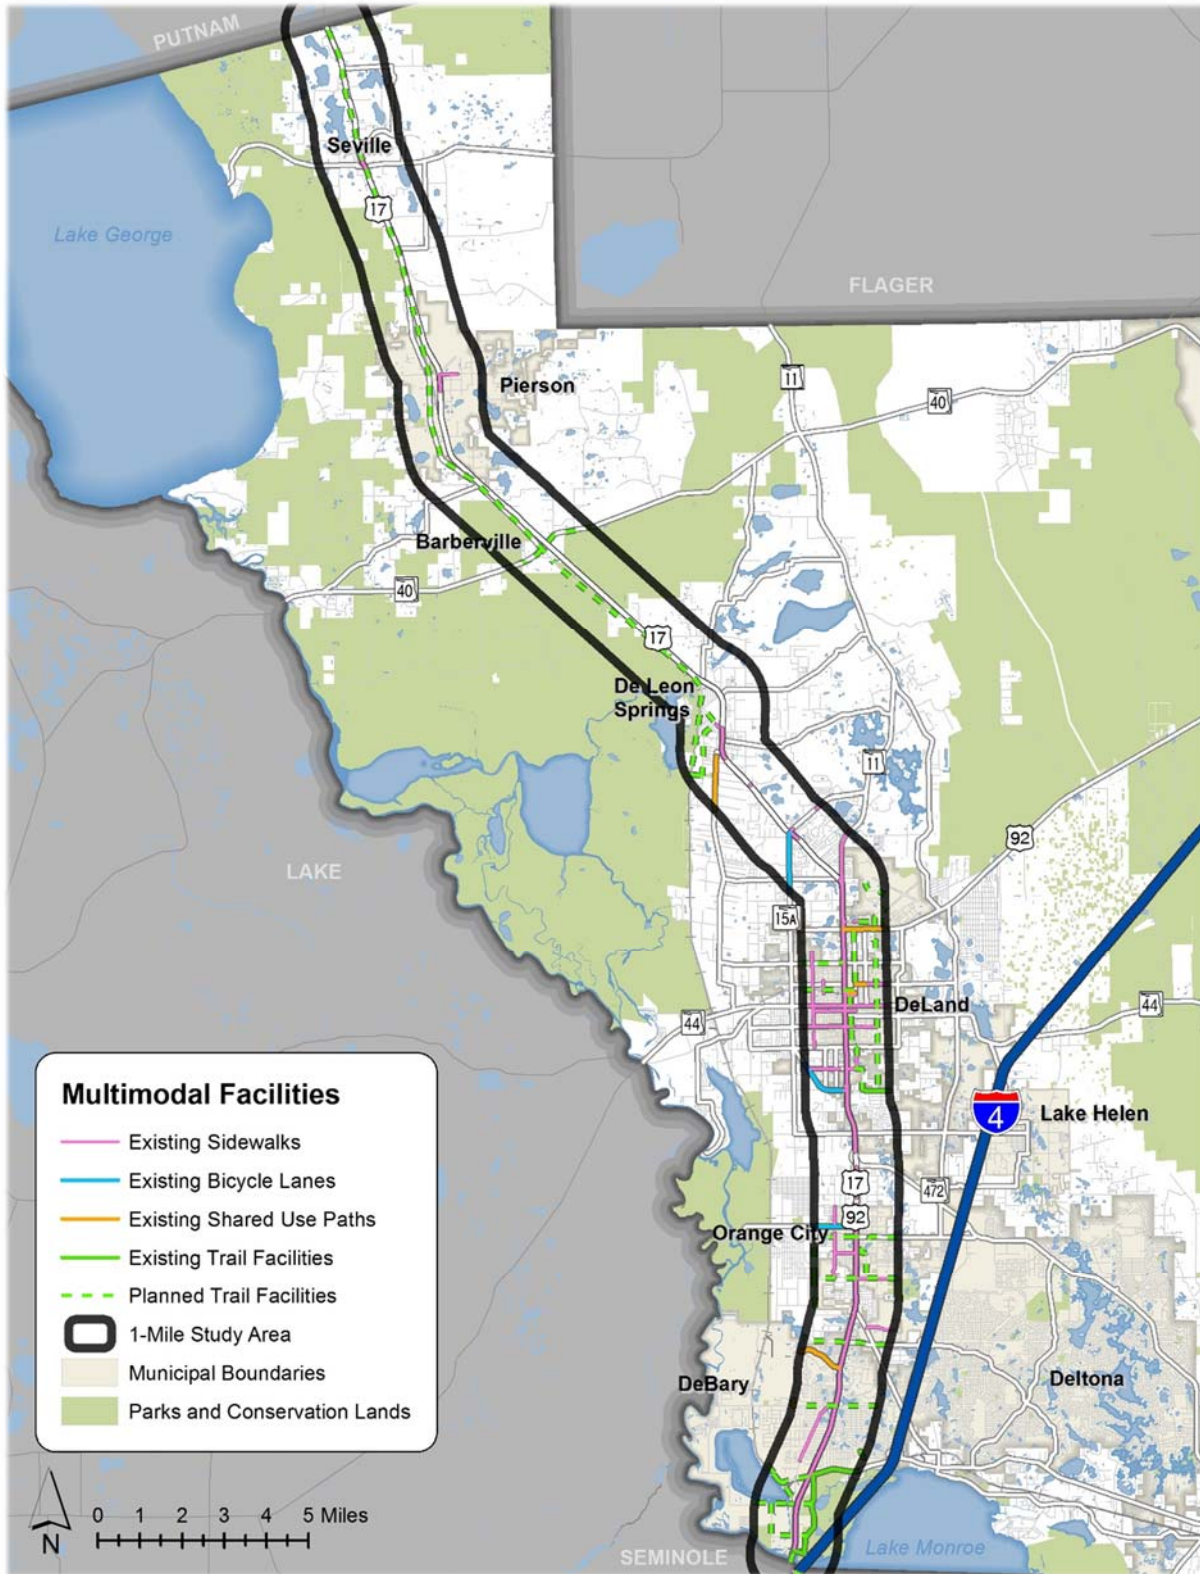 PUTNAM
Seville
17
Lake George
FLAGER
Pierson
11
40
Barberville
40
17
De Leon
Springs
11
92
LAKE
15A
DeLand
44
44
4
Lake Helen
17
472
92
Orange City
DeBary
Deltona
Multimodal Facilities
Existing Sidewalks
Existing Bicycle Lanes
Existing Shared Use Paths
Existing Trail Facilities
Planned Trail Facilities
1-Mile Study Area
Municipal Boundaries
Parks and Conservation Lands
N
0 1 2 3 4 5 Miles
SEMINOLE
Lake Monroe